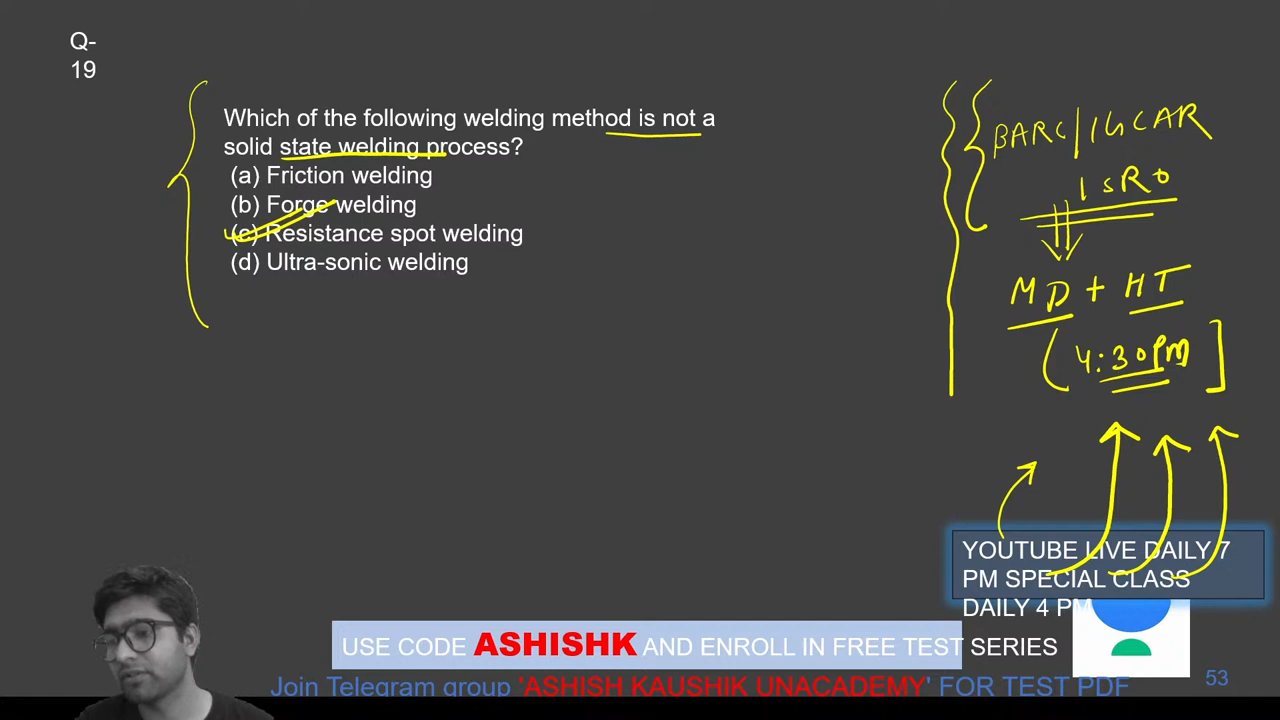 Q-
19
Which of the following welding method is not a
solid state welding process?
(a) Friction welding
(b) Forge welding
(c) Resistance spot welding
(d) Ultra-sonic welding
BARC/IGCAR
ISRO
MD + HT
(4:30pm]
YOUTUBE LIVE DAILY 7
PM SPECIAL CLASS
DAILY 4 PM
USE CODE ASHISHK AND ENROLL IN FREE TEST SERIES
Join Telegram group 'ASHISH KAUSHIK UNACADEMY' FOR TEST PDF
53